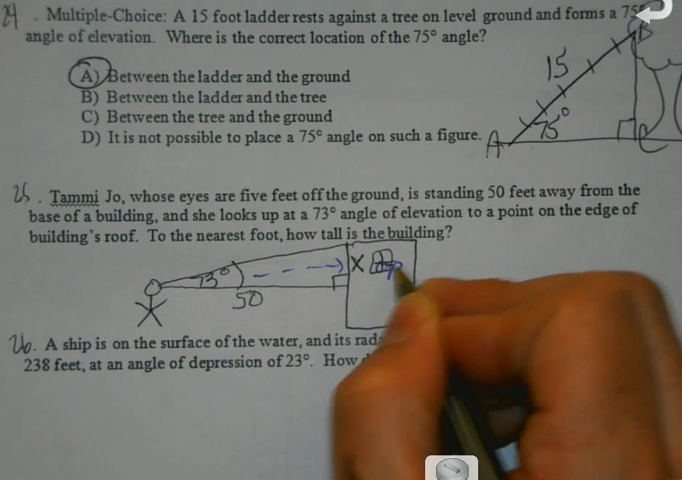 24 . Multiple-Choice: A 15 foot ladder rests against a tree on level ground and forms a 75°
angle of elevation. Where is the correct location of the 75° angle?
A) Between the ladder and the ground
B) Between the ladder and the tree
C) Between the tree and the ground
D) It is not possible to place a 75° angle on such a figure.
15
B
75°
A
C
25 . Tammi Jo, whose eyes are five feet off the ground, is standing 50 feet away from the
base of a building, and she looks up at a 73° angle of elevation to a point on the edge of
building's roof. To the nearest foot, how tall is the building?
73°
X
opp
50
26. A ship is on the surface of the water, and its
238 feet, at an angle of depression of 23°. How